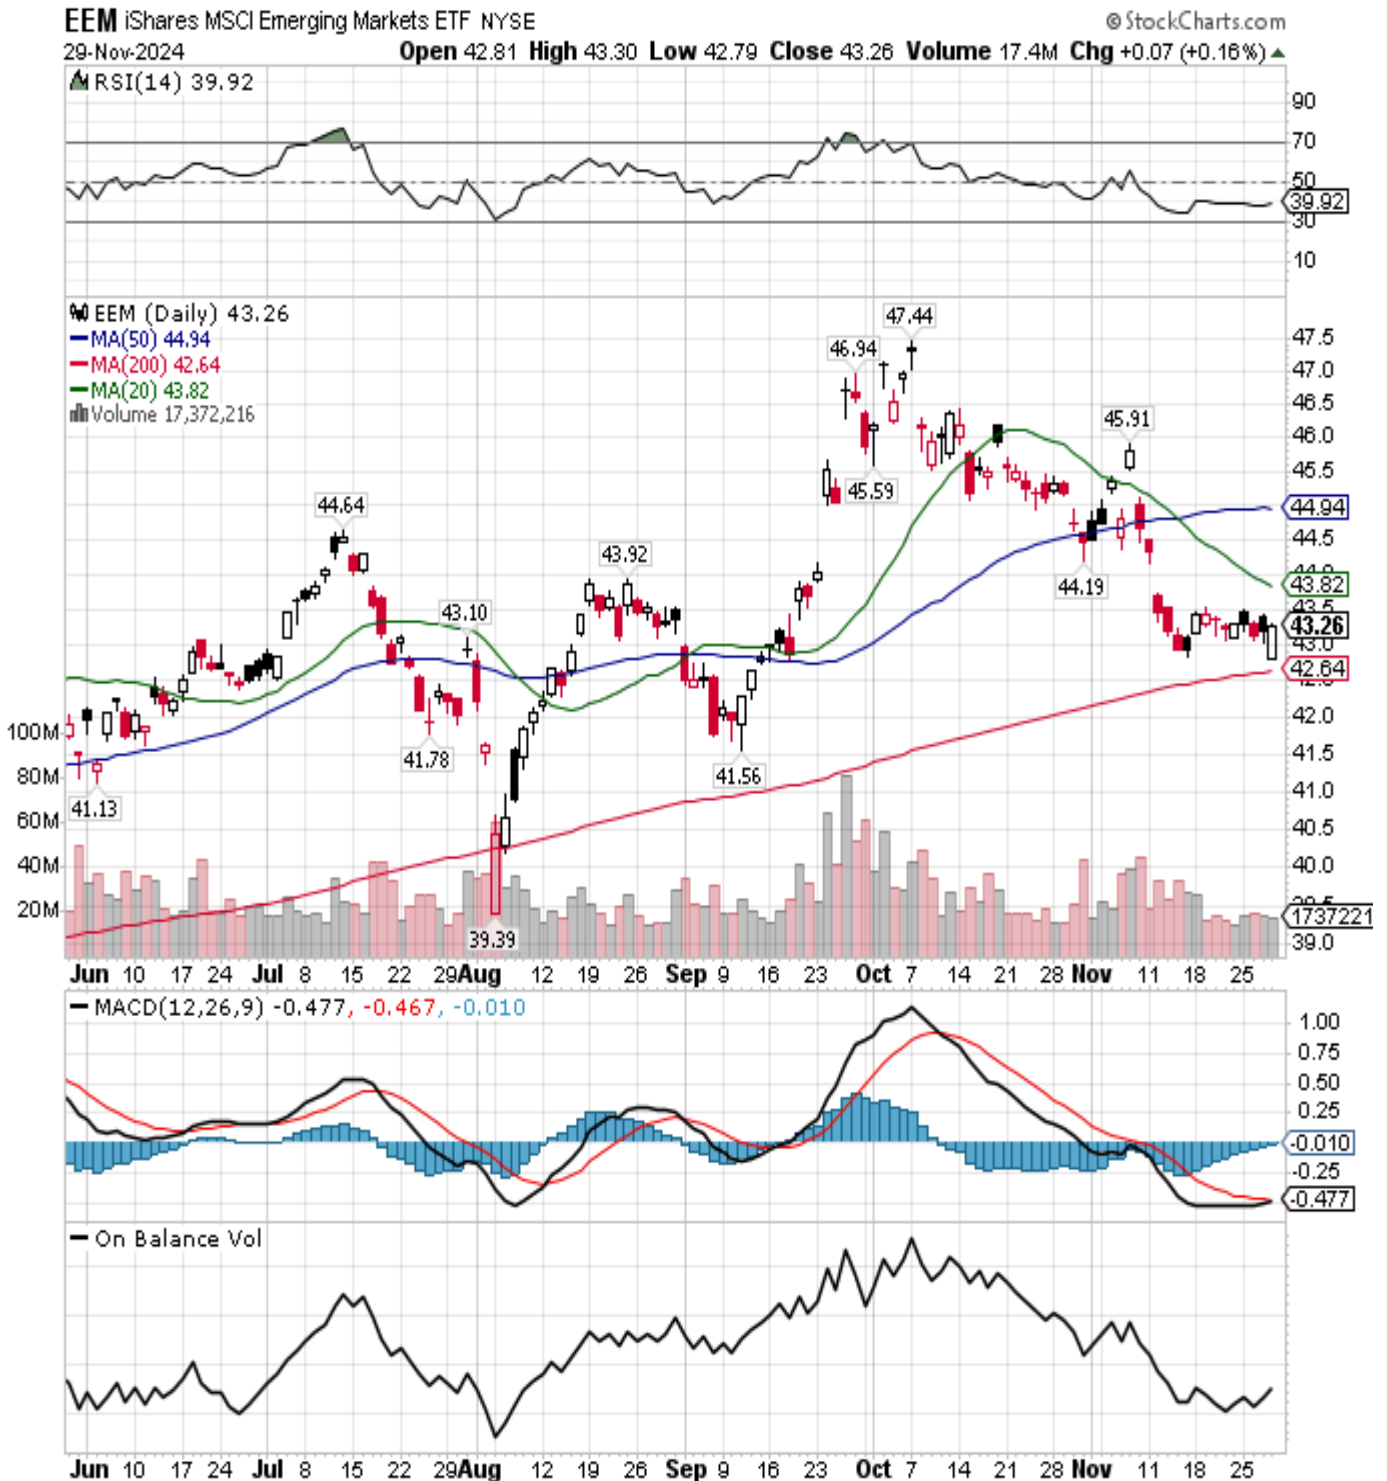 EEM iShares MSCI Emerging Markets ETF NYSE © StockCharts.com
29-Nov-2024 Open 42.81 High 43.30 Low 42.79 Close 43.26 Volume 17.4M Chg +0.07 (+0.16%)
RSI(14) 39.92
90
70
50
39.92
30
10
EEM (Daily) 43.26
MA(50) 44.94
MA(200) 42.64
MA(20) 43.82
Volume 17,372,216
47.44
46.94
45.91
45.59
44.64
44.19
43.92
43.10
41.78
41.56
41.13
39.39
47.5
47.0
46.5
46.0
45.5
44.94
44.5
43.82
43.5
43.26
43.0
42.64
42.0
41.5
41.0
40.5
40.0
1737221
39.0
100M
80M
60M
40M
20M
Jun 10 17 24 Jul 8 15 22 29 Aug 12 19 26 Sep 9 16 23 Oct 7 14 21 28 Nov 11 18 25
MACD(12,26,9) -0.477, -0.467, -0.010
1.00
0.75
0.50
0.25
-0.010
-0.25
-0.477
On Balance Vol
Jun 10 17 24 Jul 8 15 22 29 Aug 12 19 26 Sep 9 16 23 Oct 7 14 21 28 Nov 11 18 25